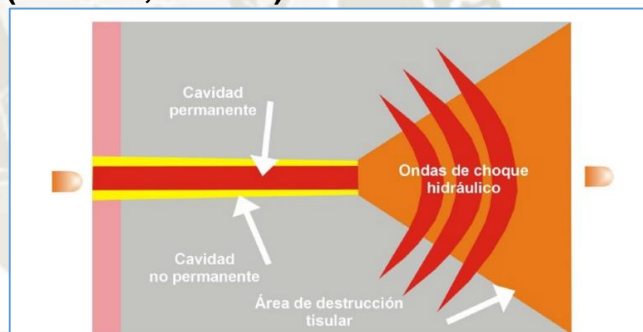 Cavidad
permanente
Ondas de choque
hidráulico
Cavidad
no permanente
Área de destrucción
tisular